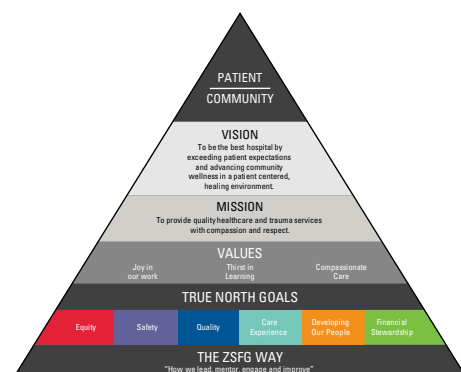 PATIENT
COMMUNITY
VISION
To be the best hospital by
exceeding patient expectations
and advancing community
wellness in a patient centered,
healing environment.
MISSION
To provide quality healthcare and trauma services
with compassion and respect.
VALUES
Joy in
our work
Thirst in
Learning
Compassionate
Care
TRUE NORTH GOALS
Equity
Safety
Quality
Care
Experience
Developing
Our People
Financial
Stewardship
THE ZSFG WAY
"How we lead, mentor, engage and improve"